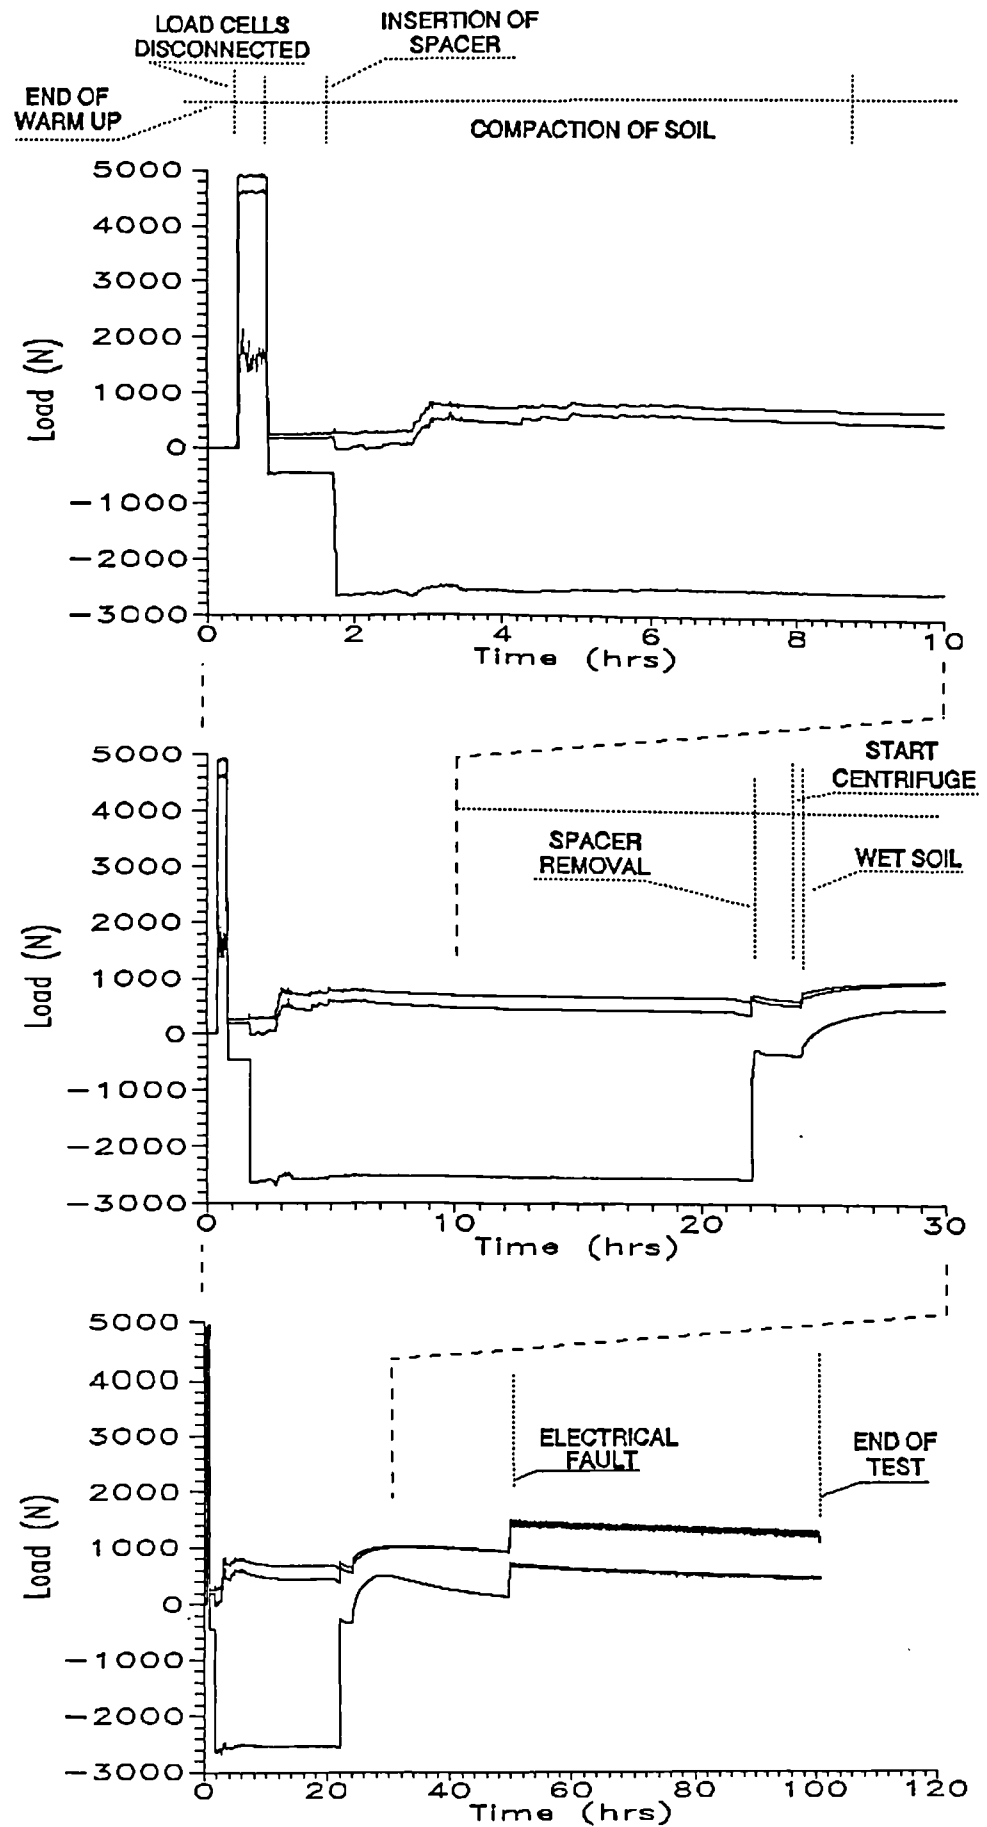 LOAD CELLS
DISCONNECTED
INSERTION OF
SPACER
END OF
WARM UP
COMPACTION OF SOIL
5000
4000
3000
2000
1000
0
-1000
-2000
-3000
Load (N)
0 2 4 6 8 10
Time (hrs)
START
CENTRIFUGE
SPACER
REMOVAL
WET SOIL
5000
4000
3000
2000
1000
0
-1000
-2000
-3000
Load (N)
0 10 20 30
Time (hrs)
ELECTRICAL
FAULT
END OF
TEST
5000
4000
3000
2000
1000
0
-1000
-2000
-3000
Load (N)
0 20 40 60 80 100 120
Time (hrs)